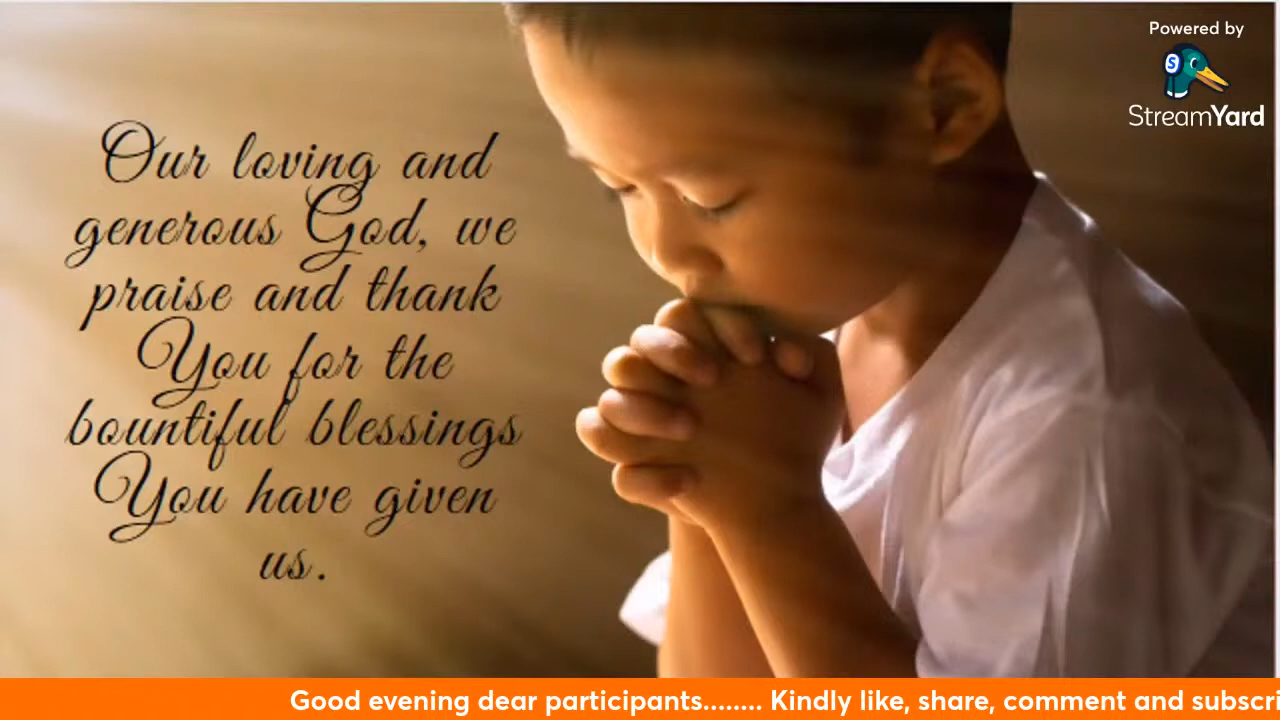 Powered by
S
StreamYard
Our loving and
generous God, we
praise and thank
You for the
bountiful blessings
You have given
us.
Good evening dear participants........ Kindly like, share, comment and subscri